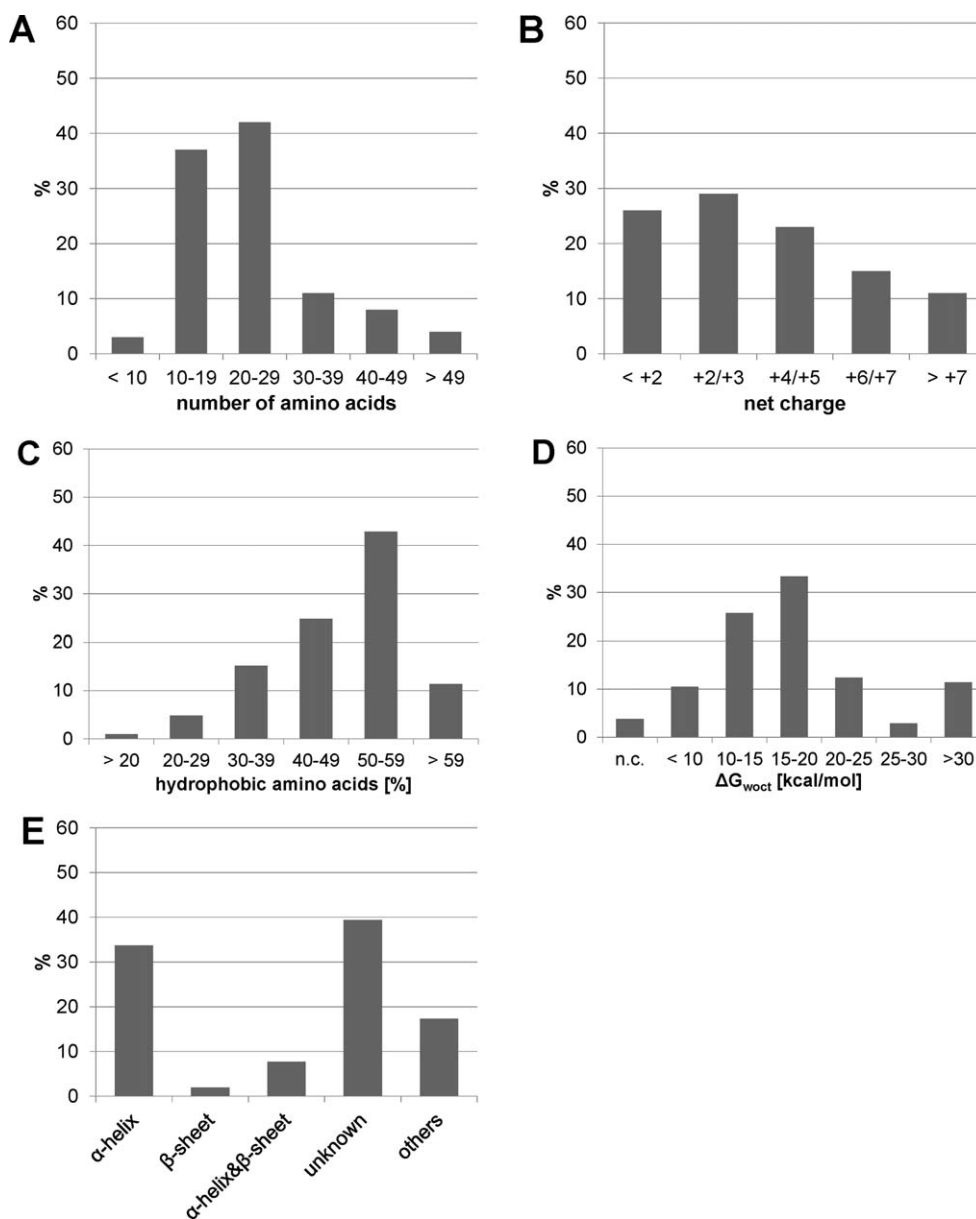 A
60
50
40
30
20
10
0
%
< 10 10-19 20-29 30-39 40-49 > 49
number of amino acids
B
60
50
40
30
20
10
0
%
< +2 +2/+3 +4/+5 +6/+7 > +7
net charge
C
60
50
40
30
20
10
0
%
> 20 20-29 30-39 40-49 50-59 > 59
hydrophobic amino acids [%]
D
60
50
40
30
20
10
0
%
n.c. < 10 10-15 15-20 20-25 25-30 >30
ΔGwoct [kcal/mol]
E
60
50
40
30
20
10
0
%
α-helix
β-sheet
α-helix&β-sheet
unknown
others